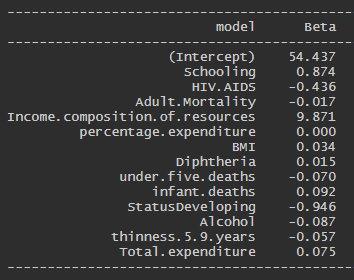 model Beta
(Intercept) 54.437
Schooling 0.874
HIV.AIDS -0.436
Adult.Mortality -0.017
Income.composition.of.resources 9.871
percentage.expenditure 0.000
BMI 0.034
Diphtheria 0.015
under.five.deaths -0.070
infant.deaths 0.092
StatusDeveloping -0.946
Alcohol -0.087
thinness.5.9.years -0.057
Total.expenditure 0.075